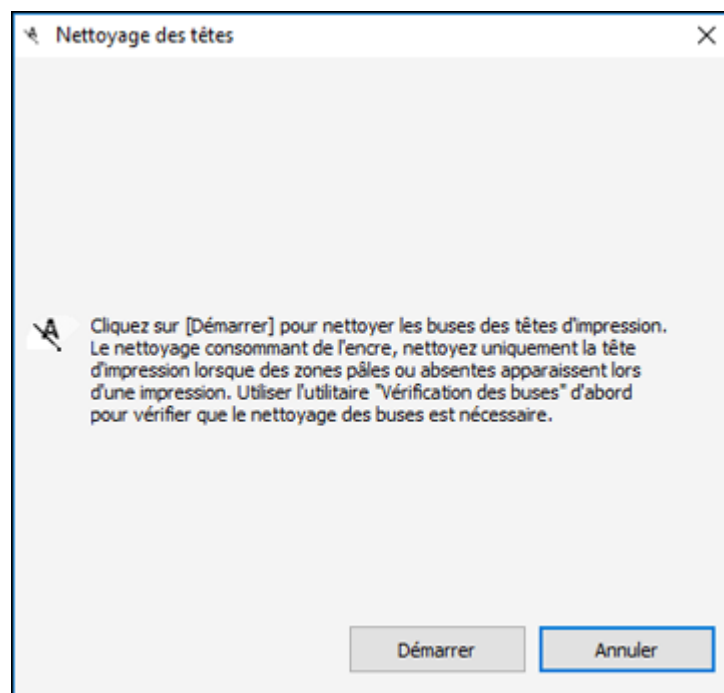 Nettoyage des têtes
Cliquez sur [Démarrer] pour nettoyer les buses des têtes d'impression.
Le nettoyage consommant de l'encre, nettoyez uniquement la tête
d'impression lorsque des zones pâles ou absentes apparaissent lors
d'une impression. Utiliser l'utilitaire "Vérification des buses" d'abord
pour vérifier que le nettoyage des buses est nécessaire.
Démarrer
Annuler